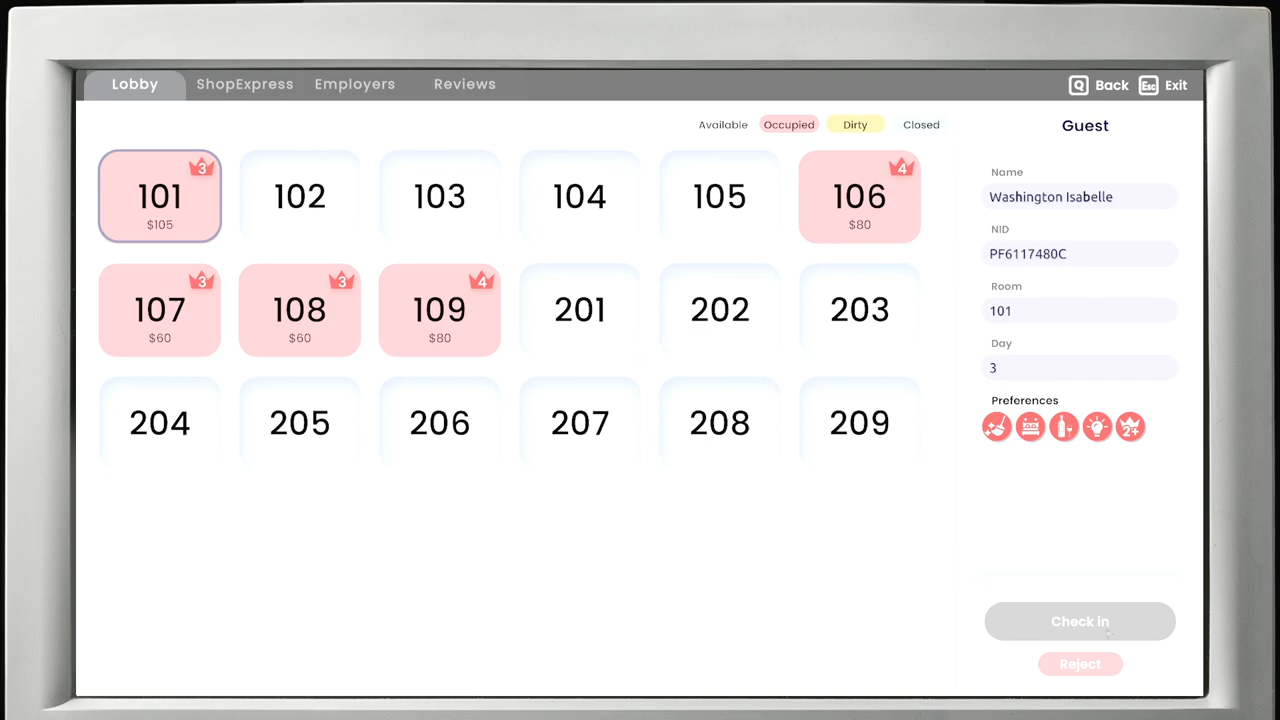 Lobby ShopExpress Employers Reviews Q Back Esc Exit
Available Occupied Dirty Closed
Guest
3
101
$105
102
103
104
105
4
106
$80
3
107
$60
3
108
$60
4
109
$80
201
202
203
204
205
206
207
208
209
Name
Washington Isabelle
NID
PF6117480C
Room
101
Day
3
Preferences
2+
Check in
Reject